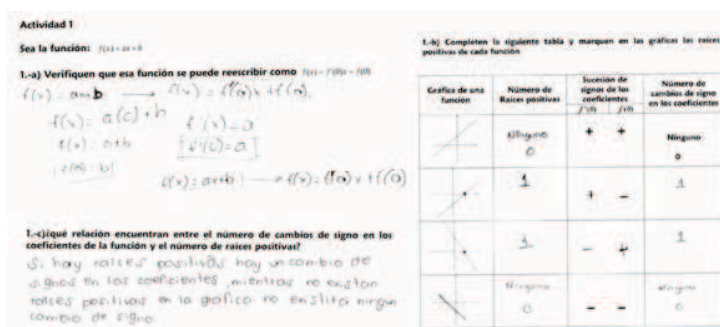 Actividad 1
Sea la función: f(x) = ax + b
1.-a) Verifiquen que esa función se puede reescribir como f(x) = f'(0)x + f(0)
f(x) = ax+b → f(x) = f'(0)x + f(0).
f(x) = a(0) + b f'(x) = a
f(x) = a+b f'(0) = a
f(0) = b
f(x) = ax+b → f(x) = f'(0)x + f(0)
1.-c)¿qué relación encuentran entre el número de cambios de signo en los
coeficientes de la función y el número de raíces positivas?
Si hay raíces positivas hay un cambio de
signos en los coeficientes, mientras no existan
raíces positivas en la grafica no existira ningun
cambio de signo.
1.-b) Completen la siguiente tabla y marquen en las gráficas las raíces
positivas de cada función
Gráfica de una función
Número de Raíces positivas
Sucesión de signos de los coeficientes f'(0) f(0)
Número de cambios de signo en los coeficientes
Ninguno 0 + + Ninguno 0
1 + – 1
1 – + 1
Ninguno 0 – – Ninguno 0